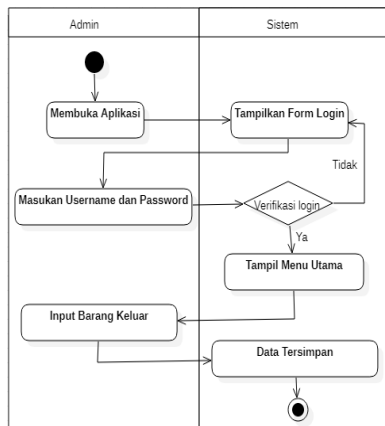 Admin
Sistem
Membuka Aplikasi
Tampilkan Form Login
Tidak
Masukan Username dan Password
Verifikasi login
Ya
Tampil Menu Utama
Input Barang Keluar
Data Tersimpan